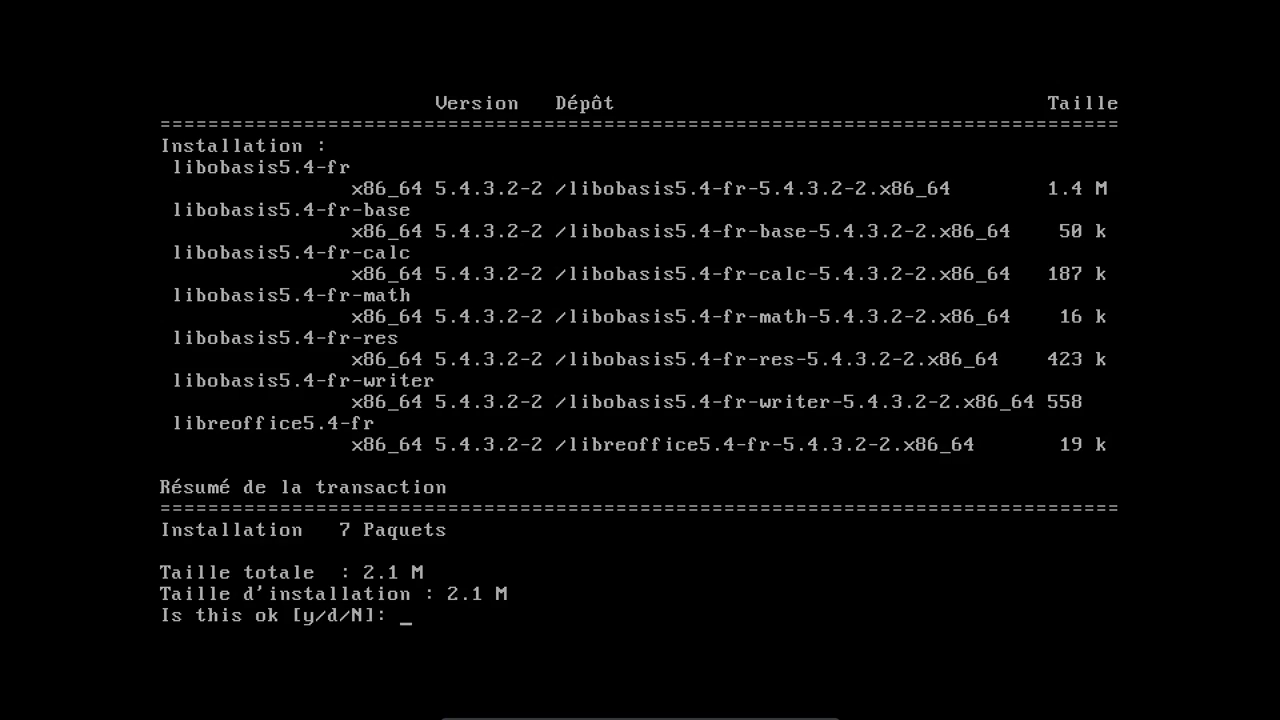 Version Dépôt Taille
================================================================================
Installation :
libobasis5.4-fr
x86_64 5.4.3.2-2 /libobasis5.4-fr-5.4.3.2-2.x86_64 1.4 M
libobasis5.4-fr-base
x86_64 5.4.3.2-2 /libobasis5.4-fr-base-5.4.3.2-2.x86_64 50 k
libobasis5.4-fr-calc
x86_64 5.4.3.2-2 /libobasis5.4-fr-calc-5.4.3.2-2.x86_64 187 k
libobasis5.4-fr-math
x86_64 5.4.3.2-2 /libobasis5.4-fr-math-5.4.3.2-2.x86_64 16 k
libobasis5.4-fr-res
x86_64 5.4.3.2-2 /libobasis5.4-fr-res-5.4.3.2-2.x86_64 423 k
libobasis5.4-fr-writer
x86_64 5.4.3.2-2 /libobasis5.4-fr-writer-5.4.3.2-2.x86_64 558
libreoffice5.4-fr
x86_64 5.4.3.2-2 /libreoffice5.4-fr-5.4.3.2-2.x86_64 19 k
Résumé de la transaction
================================================================================
Installation 7 Paquets
Taille totale : 2.1 M
Taille d'installation : 2.1 M
Is this ok [y/d/N]: _